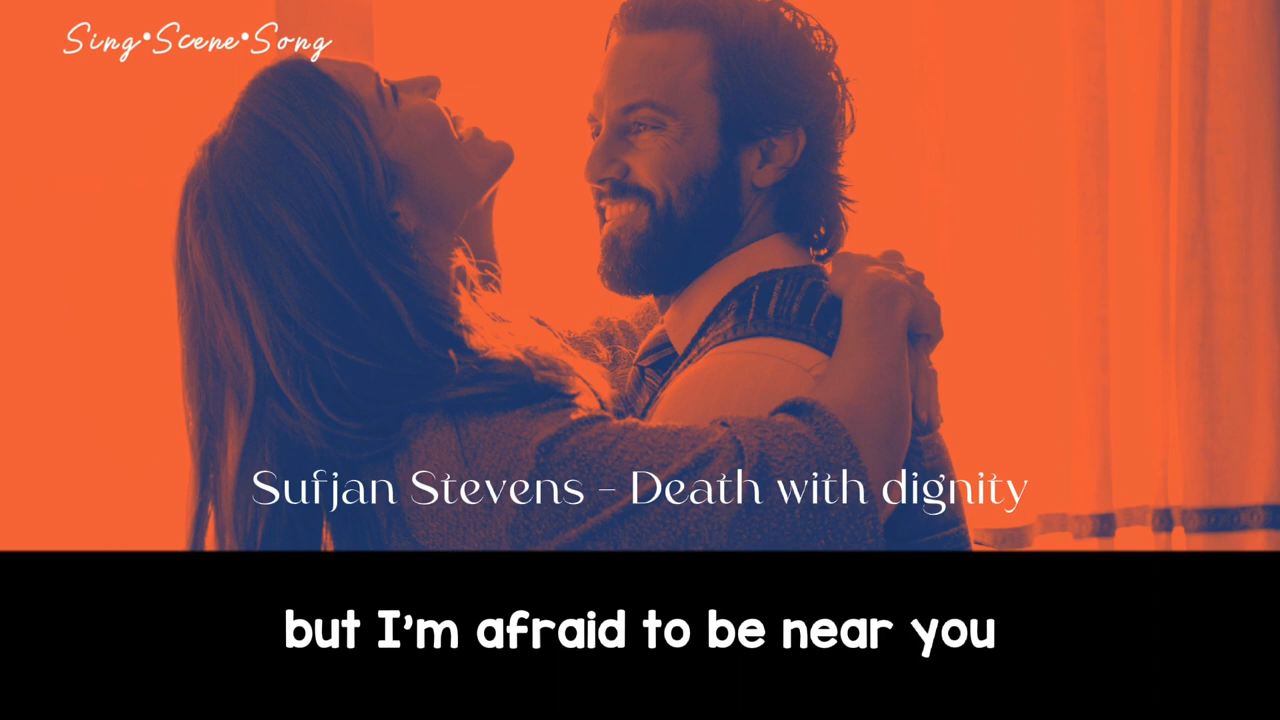 Sing•Scene•Song
Sufjan Stevens - Death with dignity
but I'm afraid to be near you